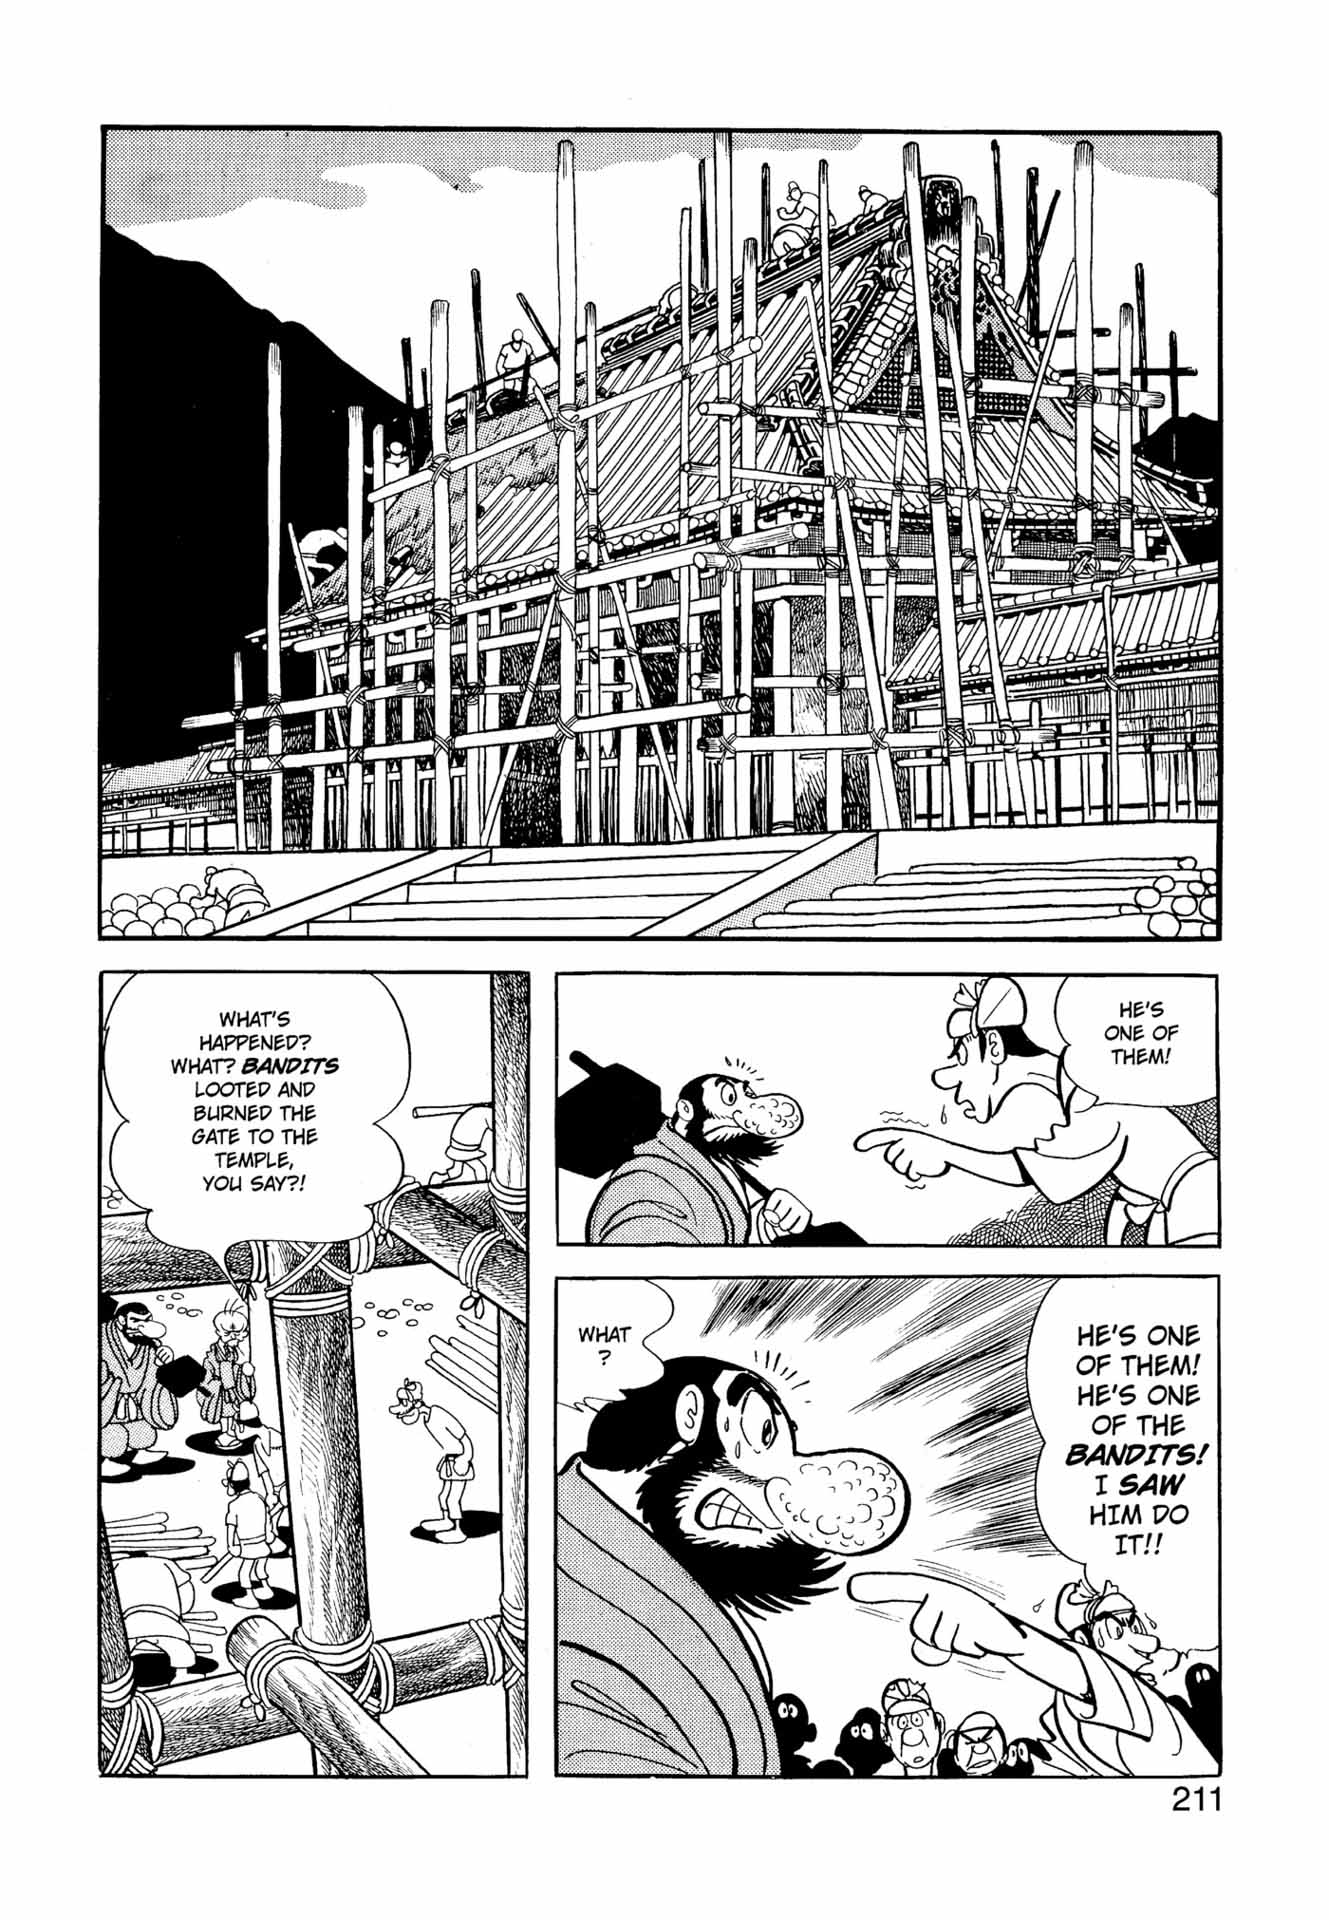 WHAT'S
HAPPENED?
WHAT? BANDITS
LOOTED AND
BURNED THE
GATE TO THE
TEMPLE,
YOU SAY?!
HE'S
ONE OF
THEM!
WHAT
?
HE'S ONE
OF THEM!
HE'S ONE
OF THE
BANDITS!
I SAW
HIM DO
IT!!
211